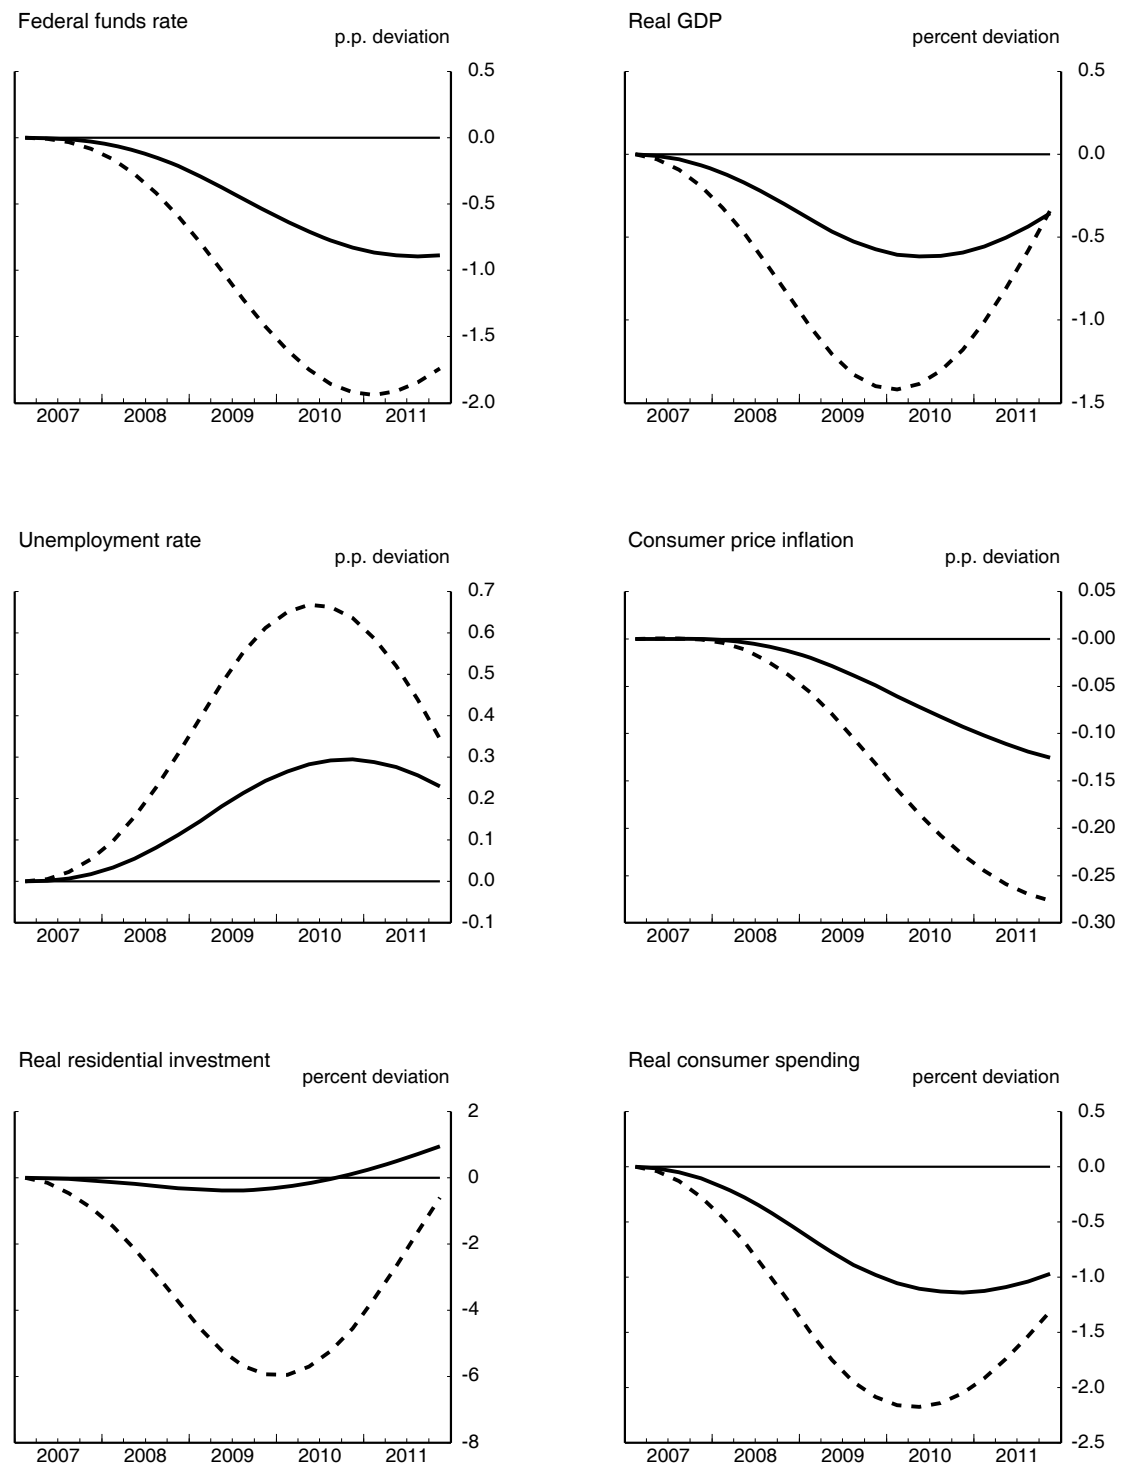 Federal funds rate
p.p. deviation
0.5
0.0
-0.5
-1.0
-1.5
-2.0
2007 2008 2009 2010 2011
Real GDP
percent deviation
0.5
0.0
-0.5
-1.0
-1.5
2007 2008 2009 2010 2011
Unemployment rate
p.p. deviation
0.7
0.6
0.5
0.4
0.3
0.2
0.1
0.0
-0.1
2007 2008 2009 2010 2011
Consumer price inflation
p.p. deviation
0.05
-0.00
-0.05
-0.10
-0.15
-0.20
-0.25
-0.30
2007 2008 2009 2010 2011
Real residential investment
percent deviation
2
0
-2
-4
-6
-8
2007 2008 2009 2010 2011
Real consumer spending
percent deviation
0.5
0.0
-0.5
-1.0
-1.5
-2.0
-2.5
2007 2008 2009 2010 2011